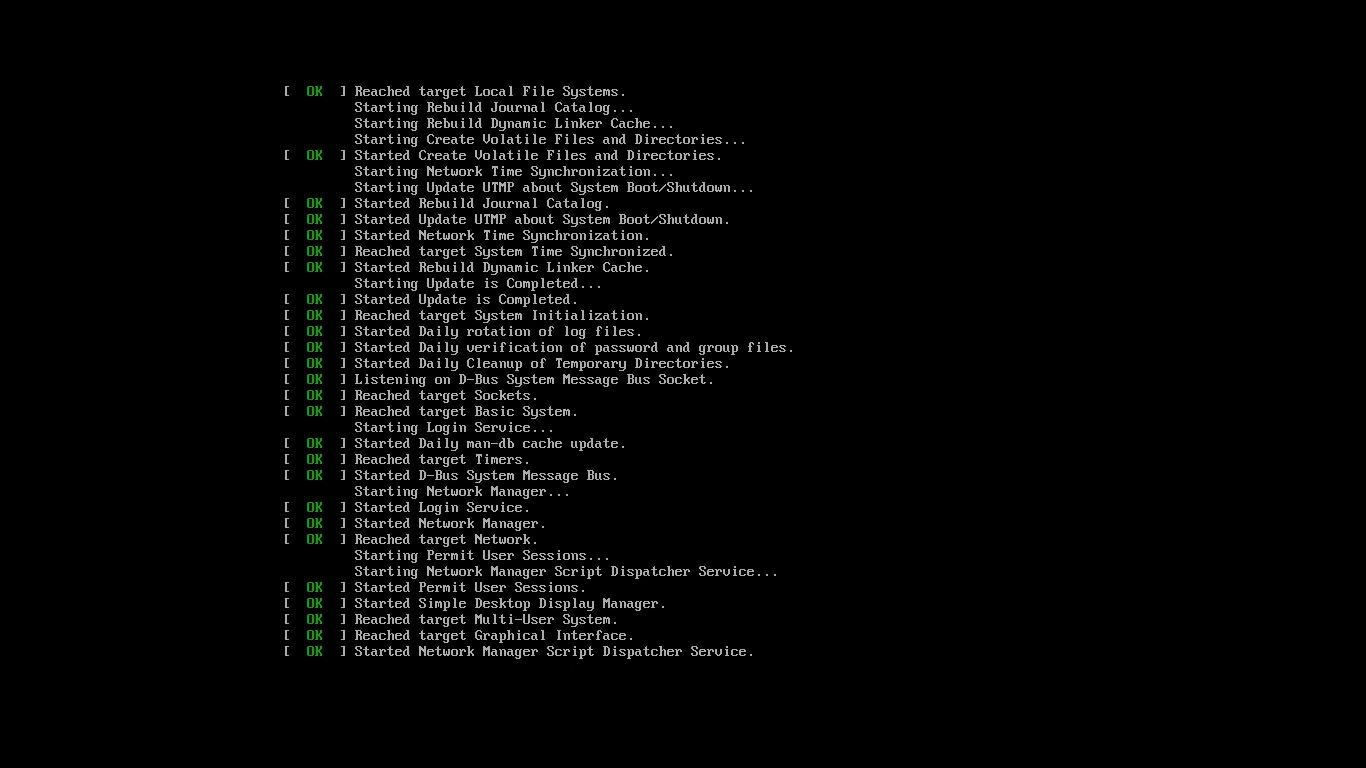 [  OK  ] Reached target Local File Systems.
         Starting Rebuild Journal Catalog...
         Starting Rebuild Dynamic Linker Cache...
         Starting Create Volatile Files and Directories...
[  OK  ] Started Create Volatile Files and Directories.
         Starting Network Time Synchronization...
         Starting Update UTMP about System Boot/Shutdown...
[  OK  ] Started Rebuild Journal Catalog.
[  OK  ] Started Update UTMP about System Boot/Shutdown.
[  OK  ] Started Network Time Synchronization.
[  OK  ] Reached target System Time Synchronized.
[  OK  ] Started Rebuild Dynamic Linker Cache.
         Starting Update is Completed...
[  OK  ] Started Update is Completed.
[  OK  ] Reached target System Initialization.
[  OK  ] Started Daily rotation of log files.
[  OK  ] Started Daily verification of password and group files.
[  OK  ] Started Daily Cleanup of Temporary Directories.
[  OK  ] Listening on D-Bus System Message Bus Socket.
[  OK  ] Reached target Sockets.
[  OK  ] Reached target Basic System.
         Starting Login Service...
[  OK  ] Started Daily man-db cache update.
[  OK  ] Reached target Timers.
[  OK  ] Started D-Bus System Message Bus.
         Starting Network Manager...
[  OK  ] Started Login Service.
[  OK  ] Started Network Manager.
[  OK  ] Reached target Network.
         Starting Permit User Sessions...
         Starting Network Manager Script Dispatcher Service...
[  OK  ] Started Permit User Sessions.
[  OK  ] Started Simple Desktop Display Manager.
[  OK  ] Reached target Multi-User System.
[  OK  ] Reached target Graphical Interface.
[  OK  ] Started Network Manager Script Dispatcher Service.